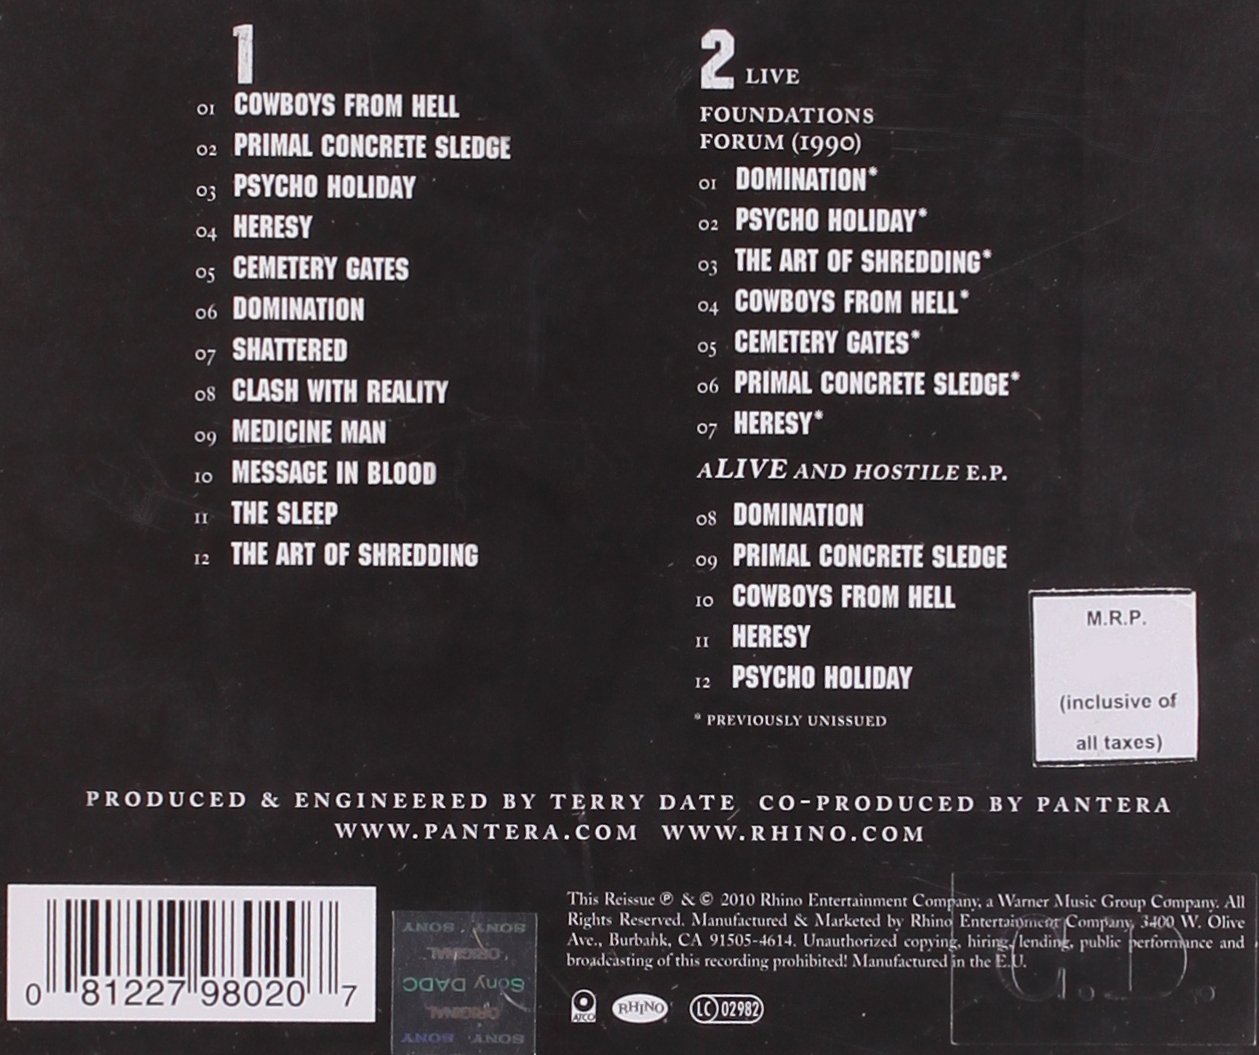 1
01 COWBOYS FROM HELL
02 PRIMAL CONCRETE SLEDGE
03 PSYCHO HOLIDAY
04 HERESY
05 CEMETERY GATES
06 DOMINATION
07 SHATTERED
08 CLASH WITH REALITY
09 MEDICINE MAN
10 MESSAGE IN BLOOD
11 THE SLEEP
12 THE ART OF SHREDDING
2 LIVE
FOUNDATIONS
FORUM (1990)
01 DOMINATION*
02 PSYCHO HOLIDAY*
03 THE ART OF SHREDDING*
04 COWBOYS FROM HELL*
05 CEMETERY GATES*
06 PRIMAL CONCRETE SLEDGE*
07 HERESY*
ALIVE AND HOSTILE E.P.
08 DOMINATION
09 PRIMAL CONCRETE SLEDGE
10 COWBOYS FROM HELL
11 HERESY
12 PSYCHO HOLIDAY
* PREVIOUSLY UNISSUED
M.R.P.
(inclusive of
all taxes)
PRODUCED & ENGINEERED BY TERRY DATE CO-PRODUCED BY PANTERA
WWW.PANTERA.COM WWW.RHINO.COM
0 81227 98020 7
SONY SONY
ORIGINAL
Sony DADC
ORIGINAL
SONY SONY
This Reissue ℗ & © 2010 Rhino Entertainment Company, a Warner Music Group Company. All
Rights Reserved. Manufactured & Marketed by Rhino Entertainment Company, 3400 W. Olive
Ave., Burbank, CA 91505-4614. Unauthorized copying, hiring, lending, public performance and
broadcasting of this recording prohibited! Manufactured in the E.U.
G.D.
ATCO RHINO LC 02982